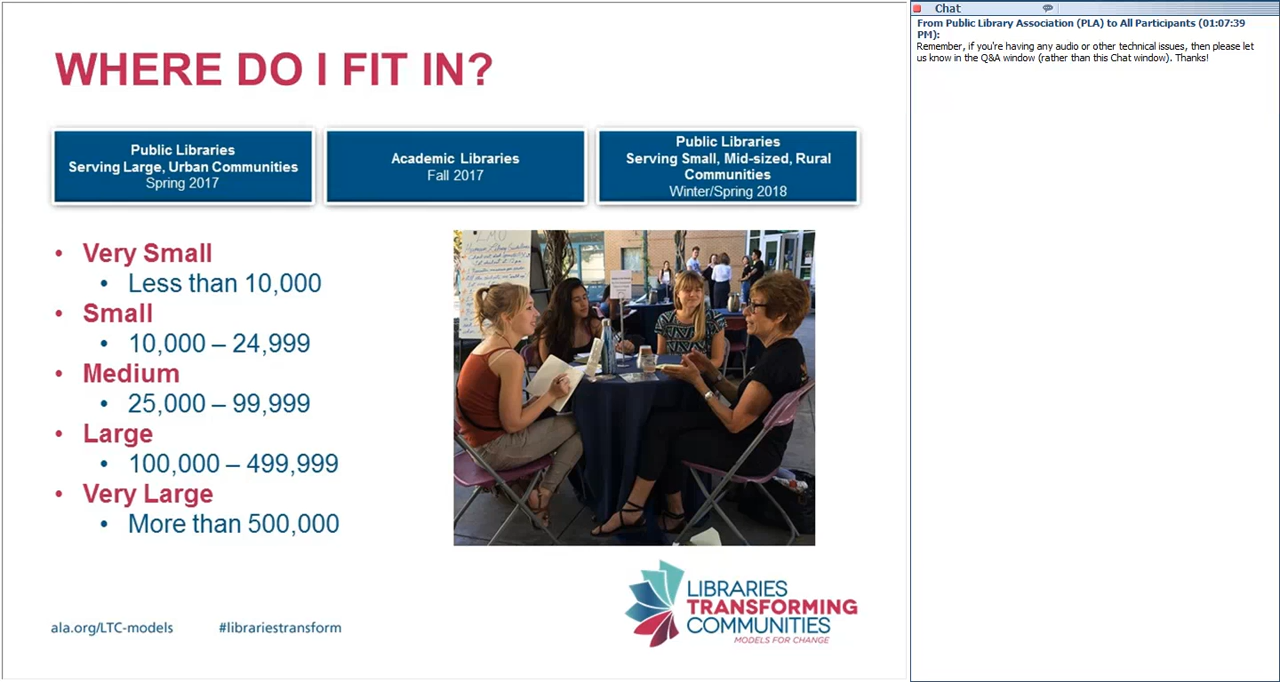 WHERE DO I FIT IN?
Public Libraries
Serving Large, Urban Communities
Spring 2017
Academic Libraries
Fall 2017
Public Libraries
Serving Small, Mid-sized, Rural
Communities
Winter/Spring 2018
• Very Small
• Less than 10,000
• Small
• 10,000 – 24,999
• Medium
• 25,000 – 99,999
• Large
• 100,000 – 499,999
• Very Large
• More than 500,000
LIBRARIES
TRANSFORMING
COMMUNITIES
MODELS FOR CHANGE
ala.org/LTC-models
#librariestransform
Chat
From Public Library Association (PLA) to All Participants (01:07:39
PM):
Remember, if you're having any audio or other technical issues, then please let
us know in the Q&A window (rather than this Chat window). Thanks!